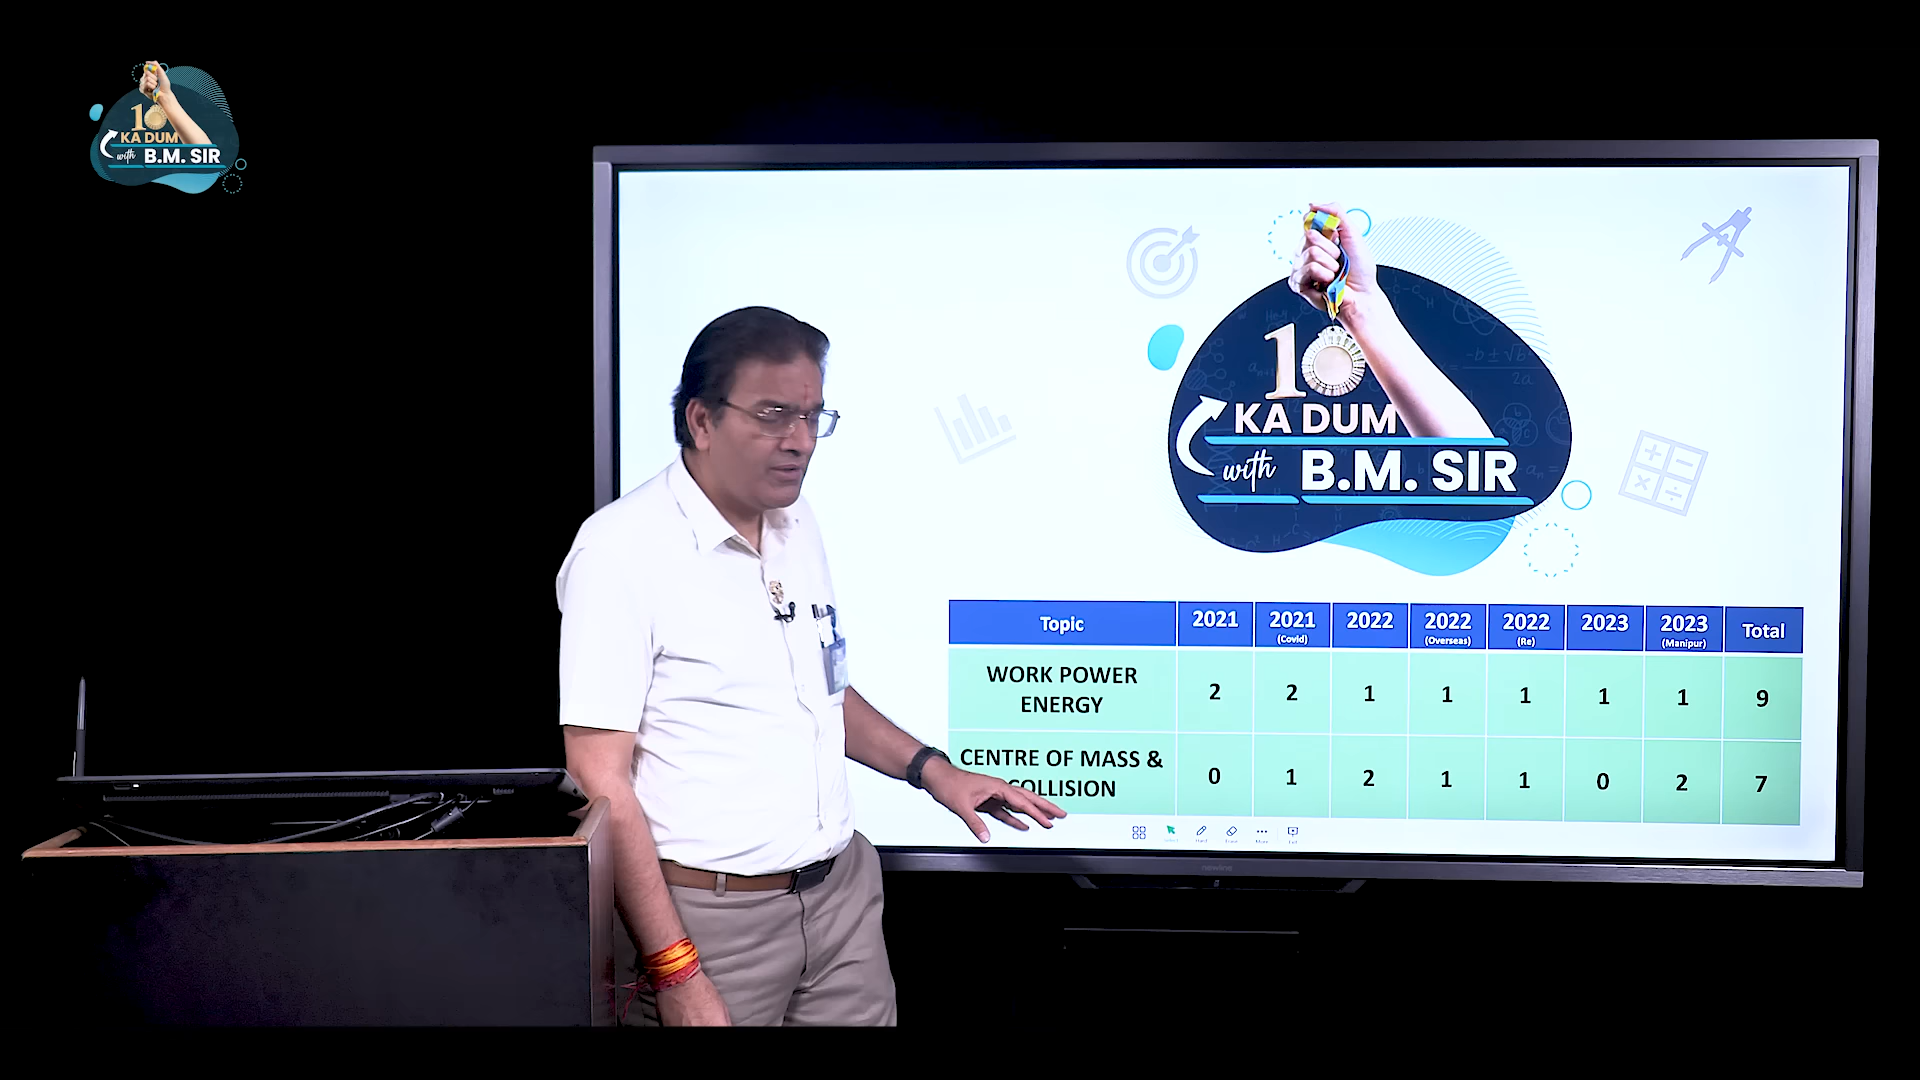 10
KA DUM
with B.M. SIR
10
KA DUM
with B.M. SIR
Topic 2021 2021 (Covid) 2022 2022 (Overseas) 2022 (Re) 2023 2023 (Manipur) Total
WORK POWER ENERGY 2 2 1 1 1 1 1 9
CENTRE OF MASS & COLLISION 0 1 2 1 1 0 2 7